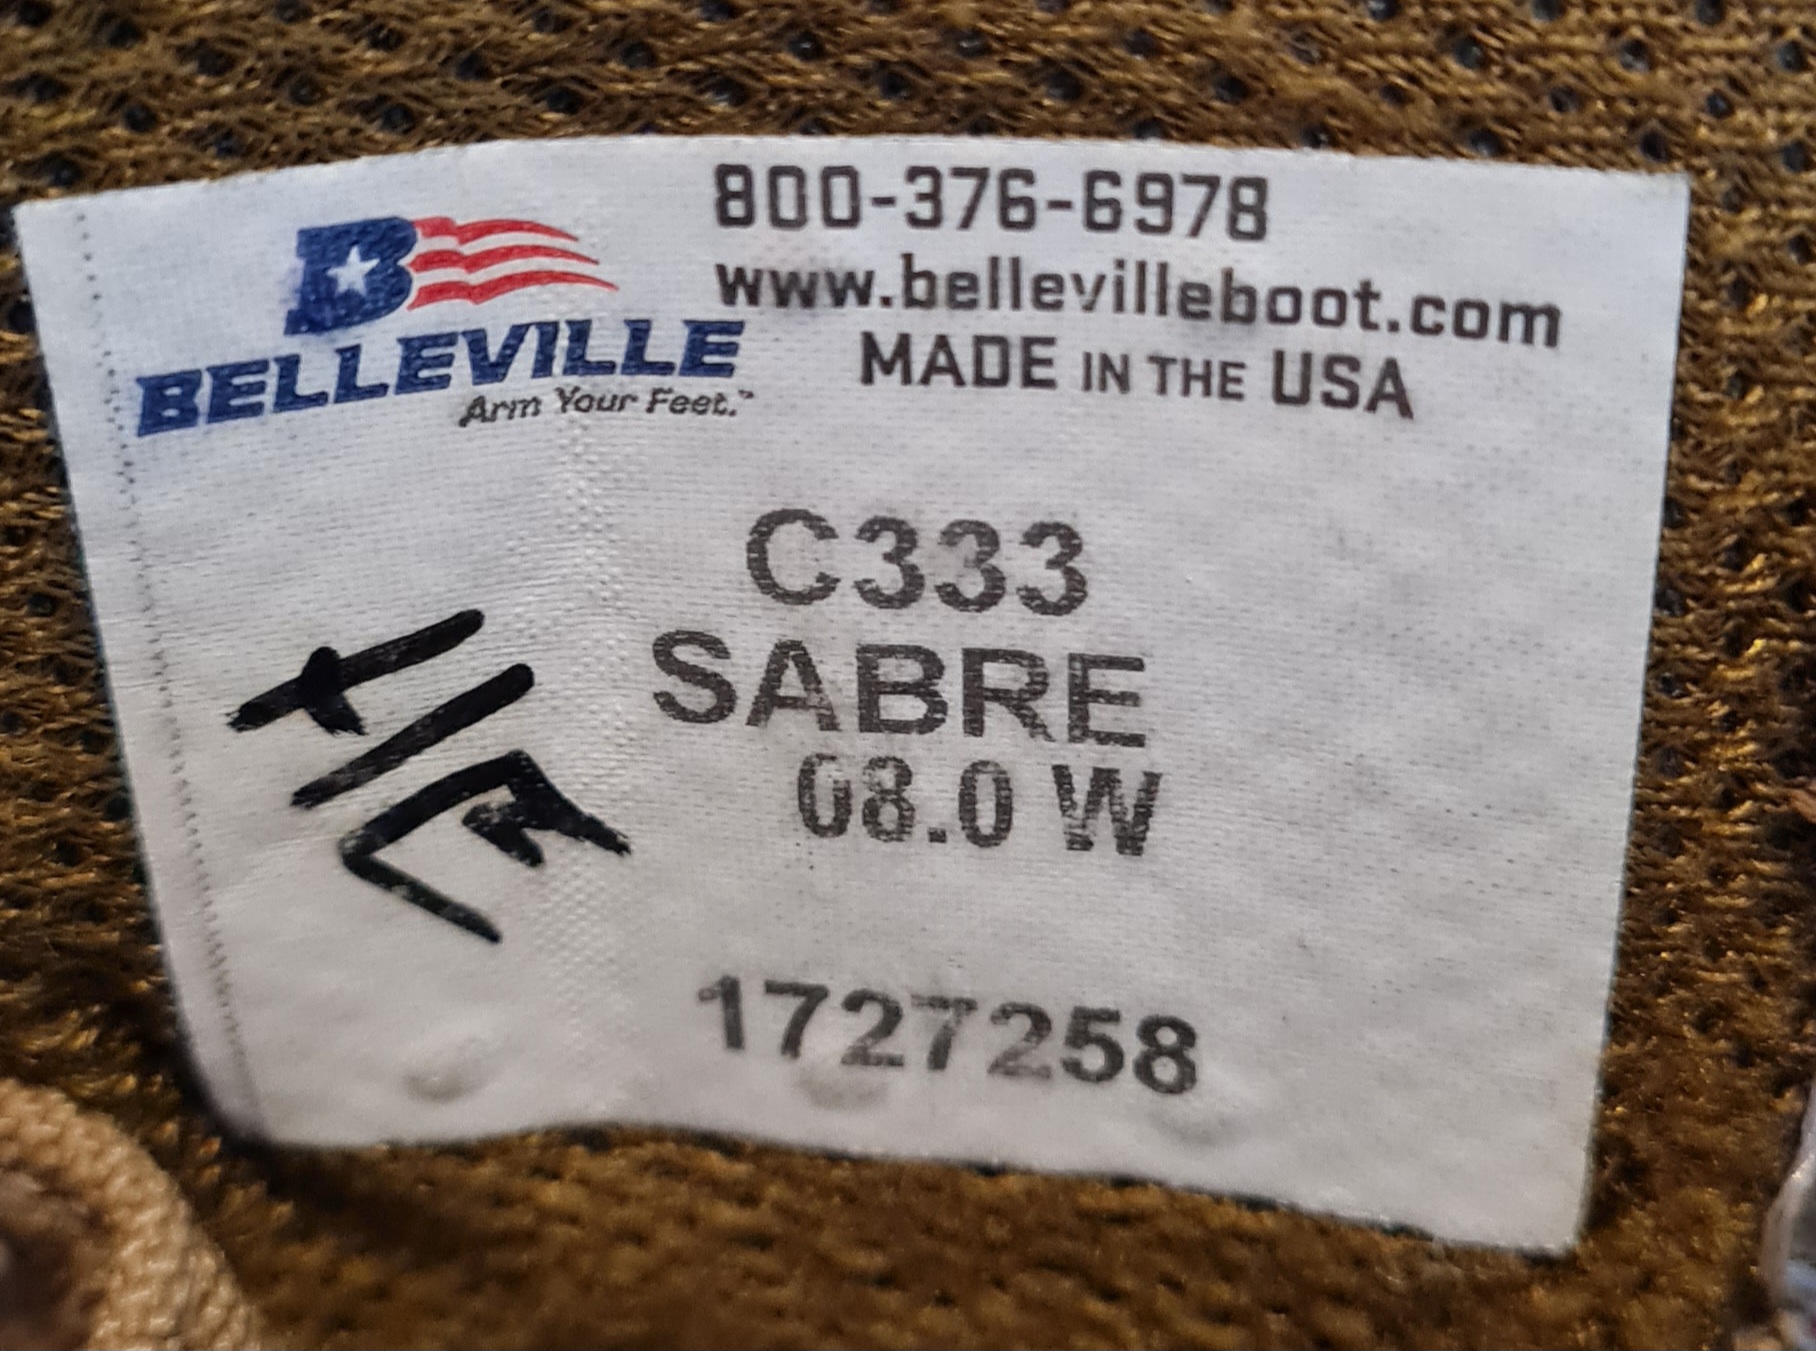 BELLEVILLE
Arm Your Feet.™
800-376-6978
www.bellevilleboot.com
MADE IN THE USA
C333
SABRE
08.0 W
1727258